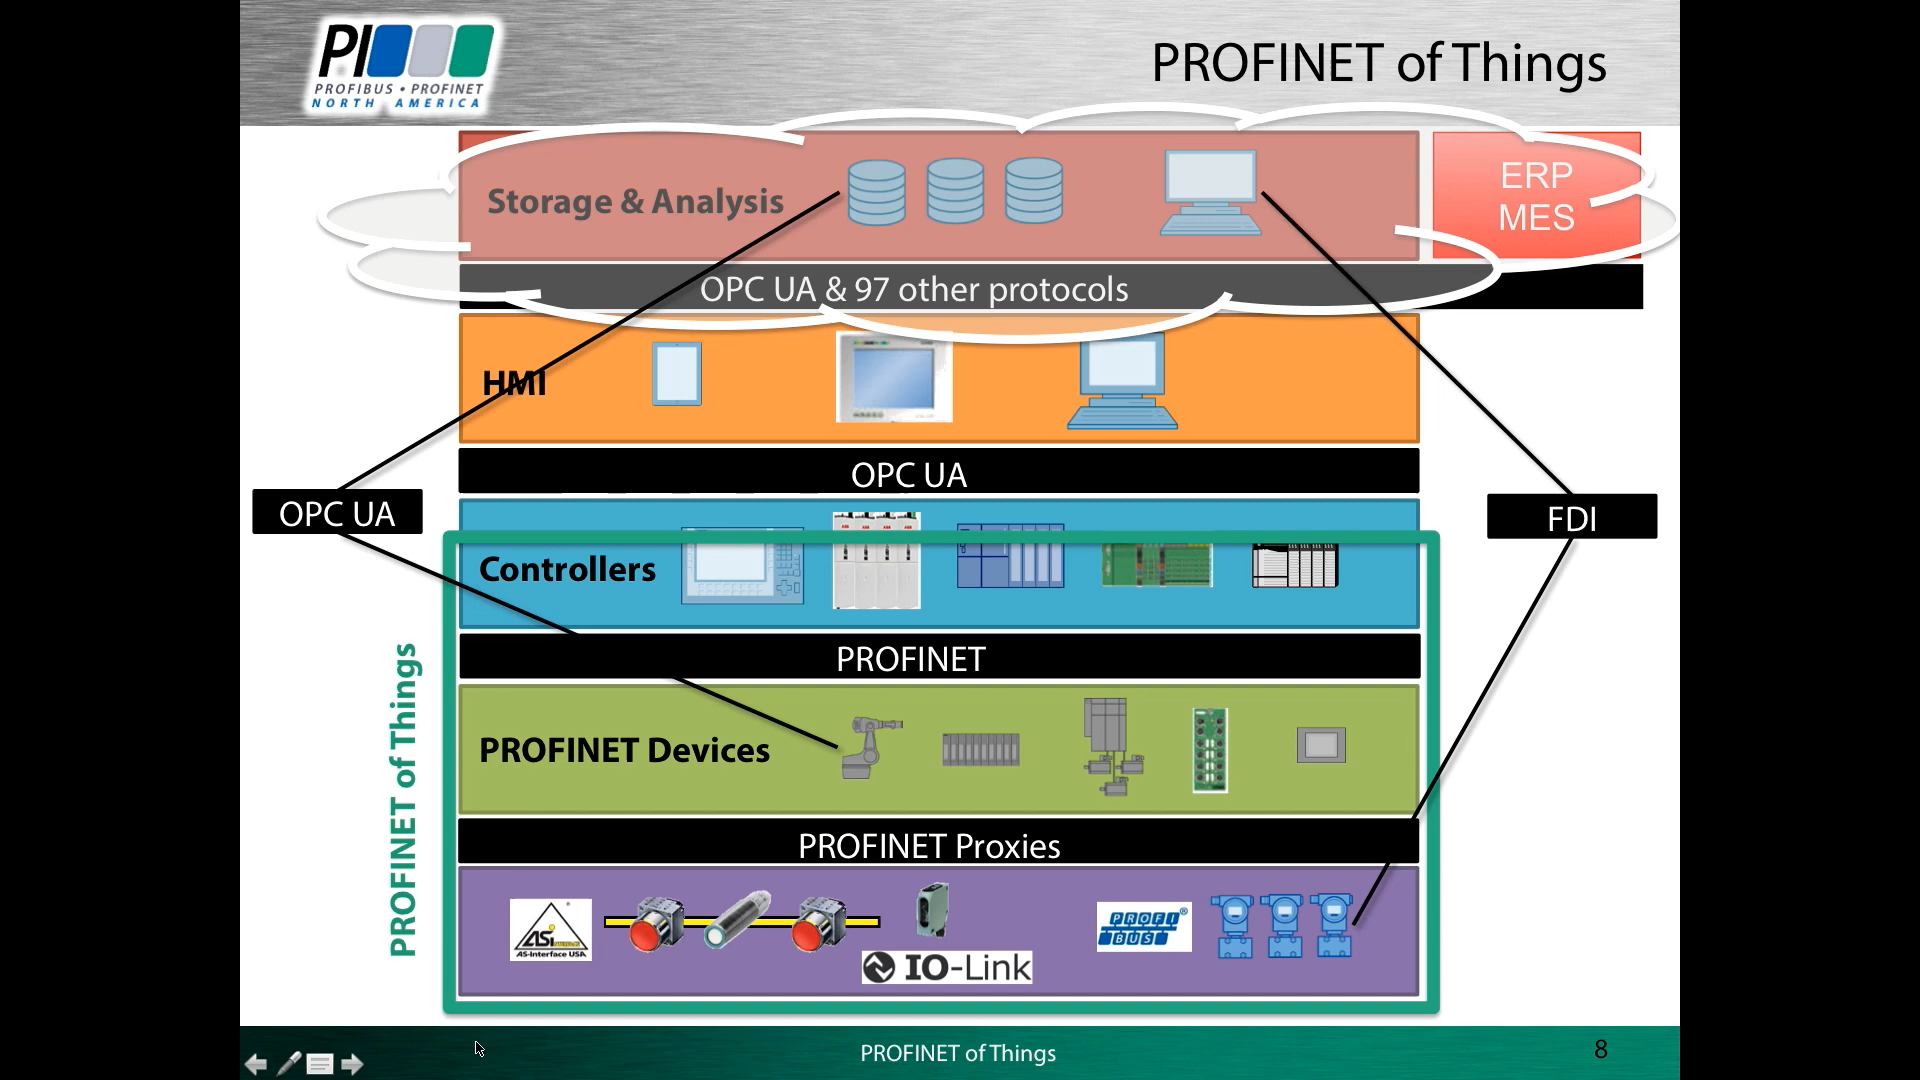 PI
PROFIBUS • PROFINET
NORTH AMERICA
PROFINET of Things
Storage & Analysis
ERP
MES
OPC UA & 97 other protocols
HMI
OPC UA
OPC UA
FDI
Controllers
PROFINET
PROFINET of Things
PROFINET Devices
PROFINET Proxies
ASi
INTERFACE
AS-Interface USA
IO-Link
PROFI
BUS
PROFINET of Things
8